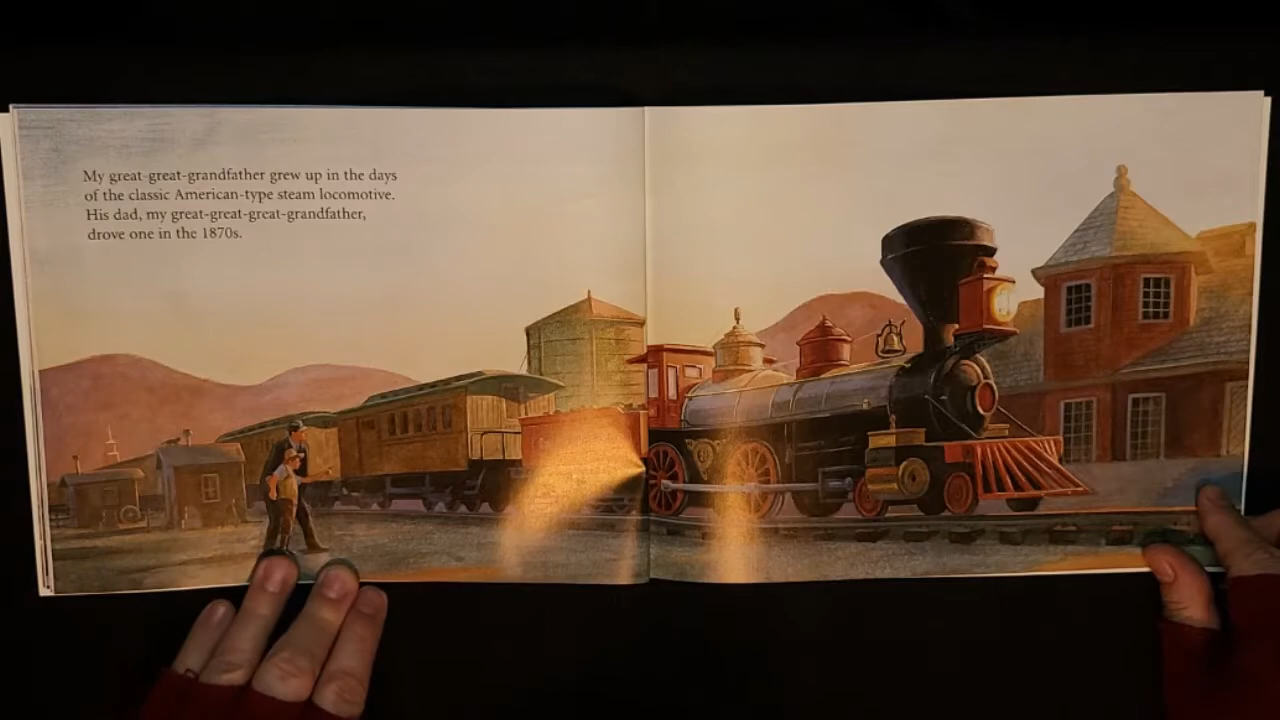 My great-great-grandfather grew up in the days
of the classic American-type steam locomotive.
His dad, my great-great-great-grandfather,
drove one in the 1870s.